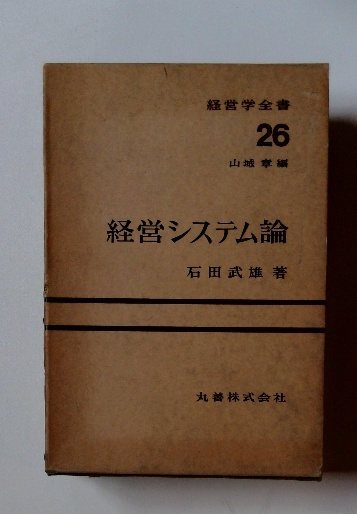 経営学全書
26
山城 章編
経営システム論
石田武雄著
丸善株式会社